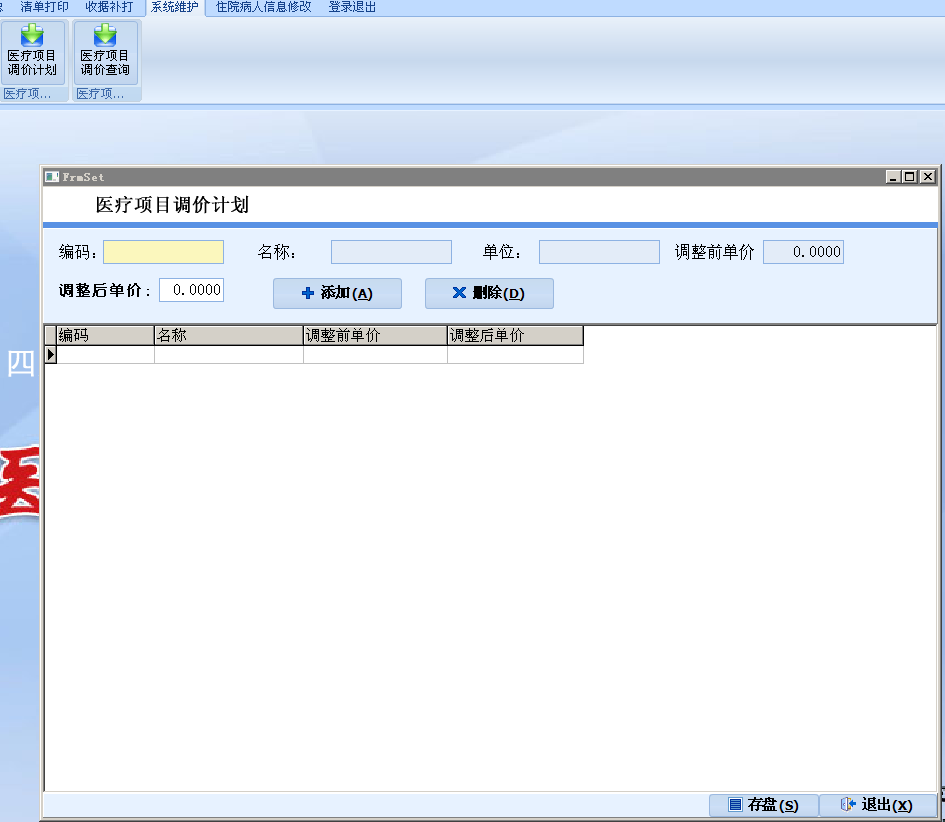 清单打印 收据补打 系统维护 住院病人信息修改 登录退出
医疗项目 医疗项目
调价计划 调价查询
医疗项... 医疗项...
FrmSet
医疗项目调价计划
编码： 名称： 单位： 调整前单价 0.0000
调整后单价： 0.0000 添加(A) 删除(D)
编码 名称 调整前单价 调整后单价
四
医
存盘(S) 退出(X)